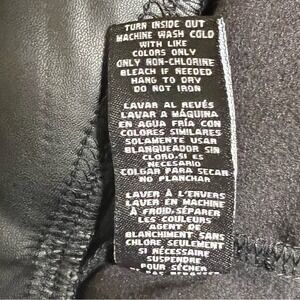 TURN INSIDE OUT
MACHINE WASH COLD
WITH LIKE
COLORS ONLY
ONLY NON-CHLORINE
BLEACH IF NEEDED
HANG TO DRY
DO NOT IRON
LAVAR AL REVÉS
LAVAR A MÁQUINA
EN AGUA FRÍA CON
COLORES SIMILARES
SOLAMENTE USAR
BLANQUEADOR SIN
CLORO,SI ES
NECESARIO
COLGAR PARA SECAR
NO PLANCHAR
LAVER À L'ENVERS
LAVER EN MACHINE
À FROID,SÉPARER
LES COULEURS
AGENT DE
BLANCHIMENT SANS
CHLORE SEULEMENT
SI NÉCESSAIRE
SUSPENDRE
POUR SÉCHER
REPASSER